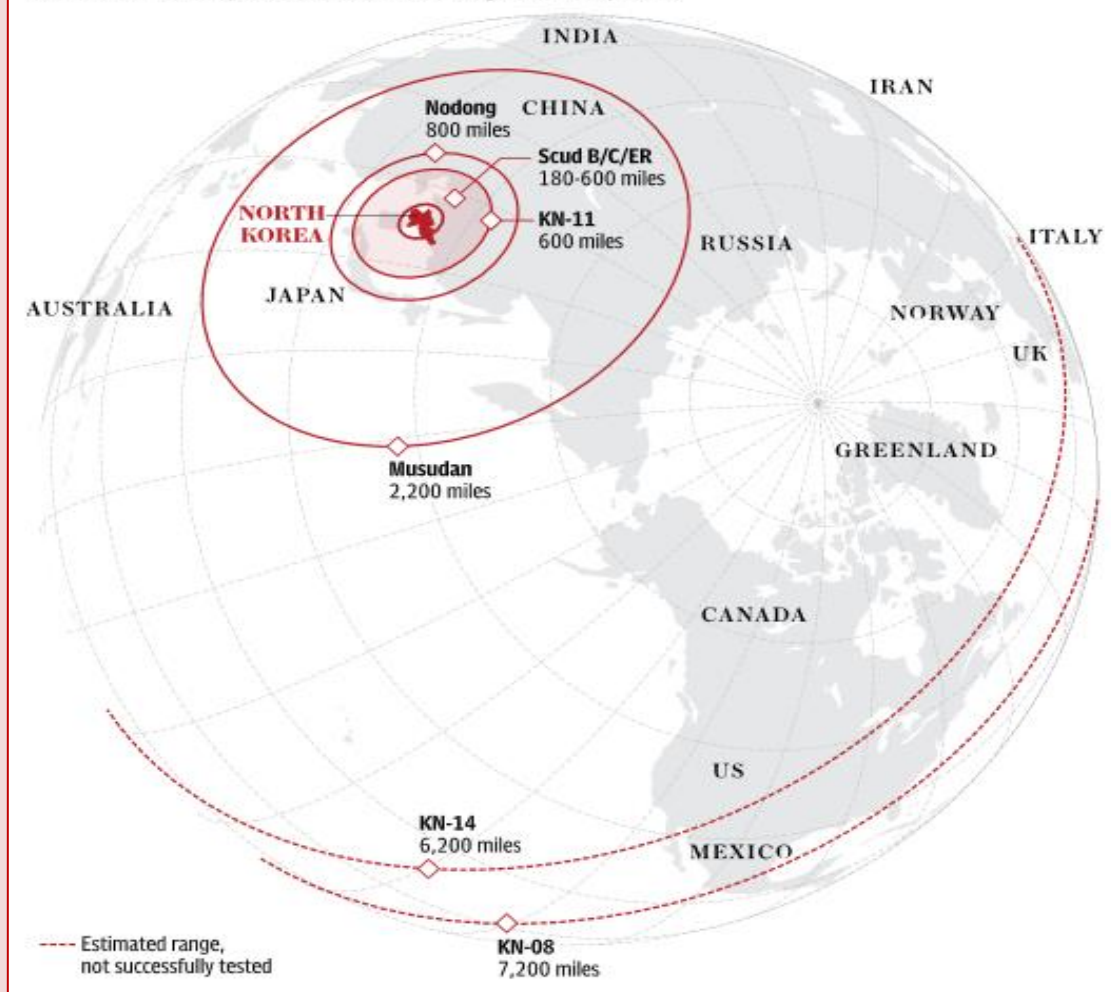 INDIA
IRAN
Nodong
800 miles
CHINA
Scud B/C/ER
180-600 miles
NORTH
KOREA
KN-11
600 miles
RUSSIA
ITALY
JAPAN
AUSTRALIA
NORWAY
UK
GREENLAND
Musudan
2,200 miles
CANADA
US
KN-14
6,200 miles
MEXICO
KN-08
7,200 miles
Estimated range,
not successfully tested